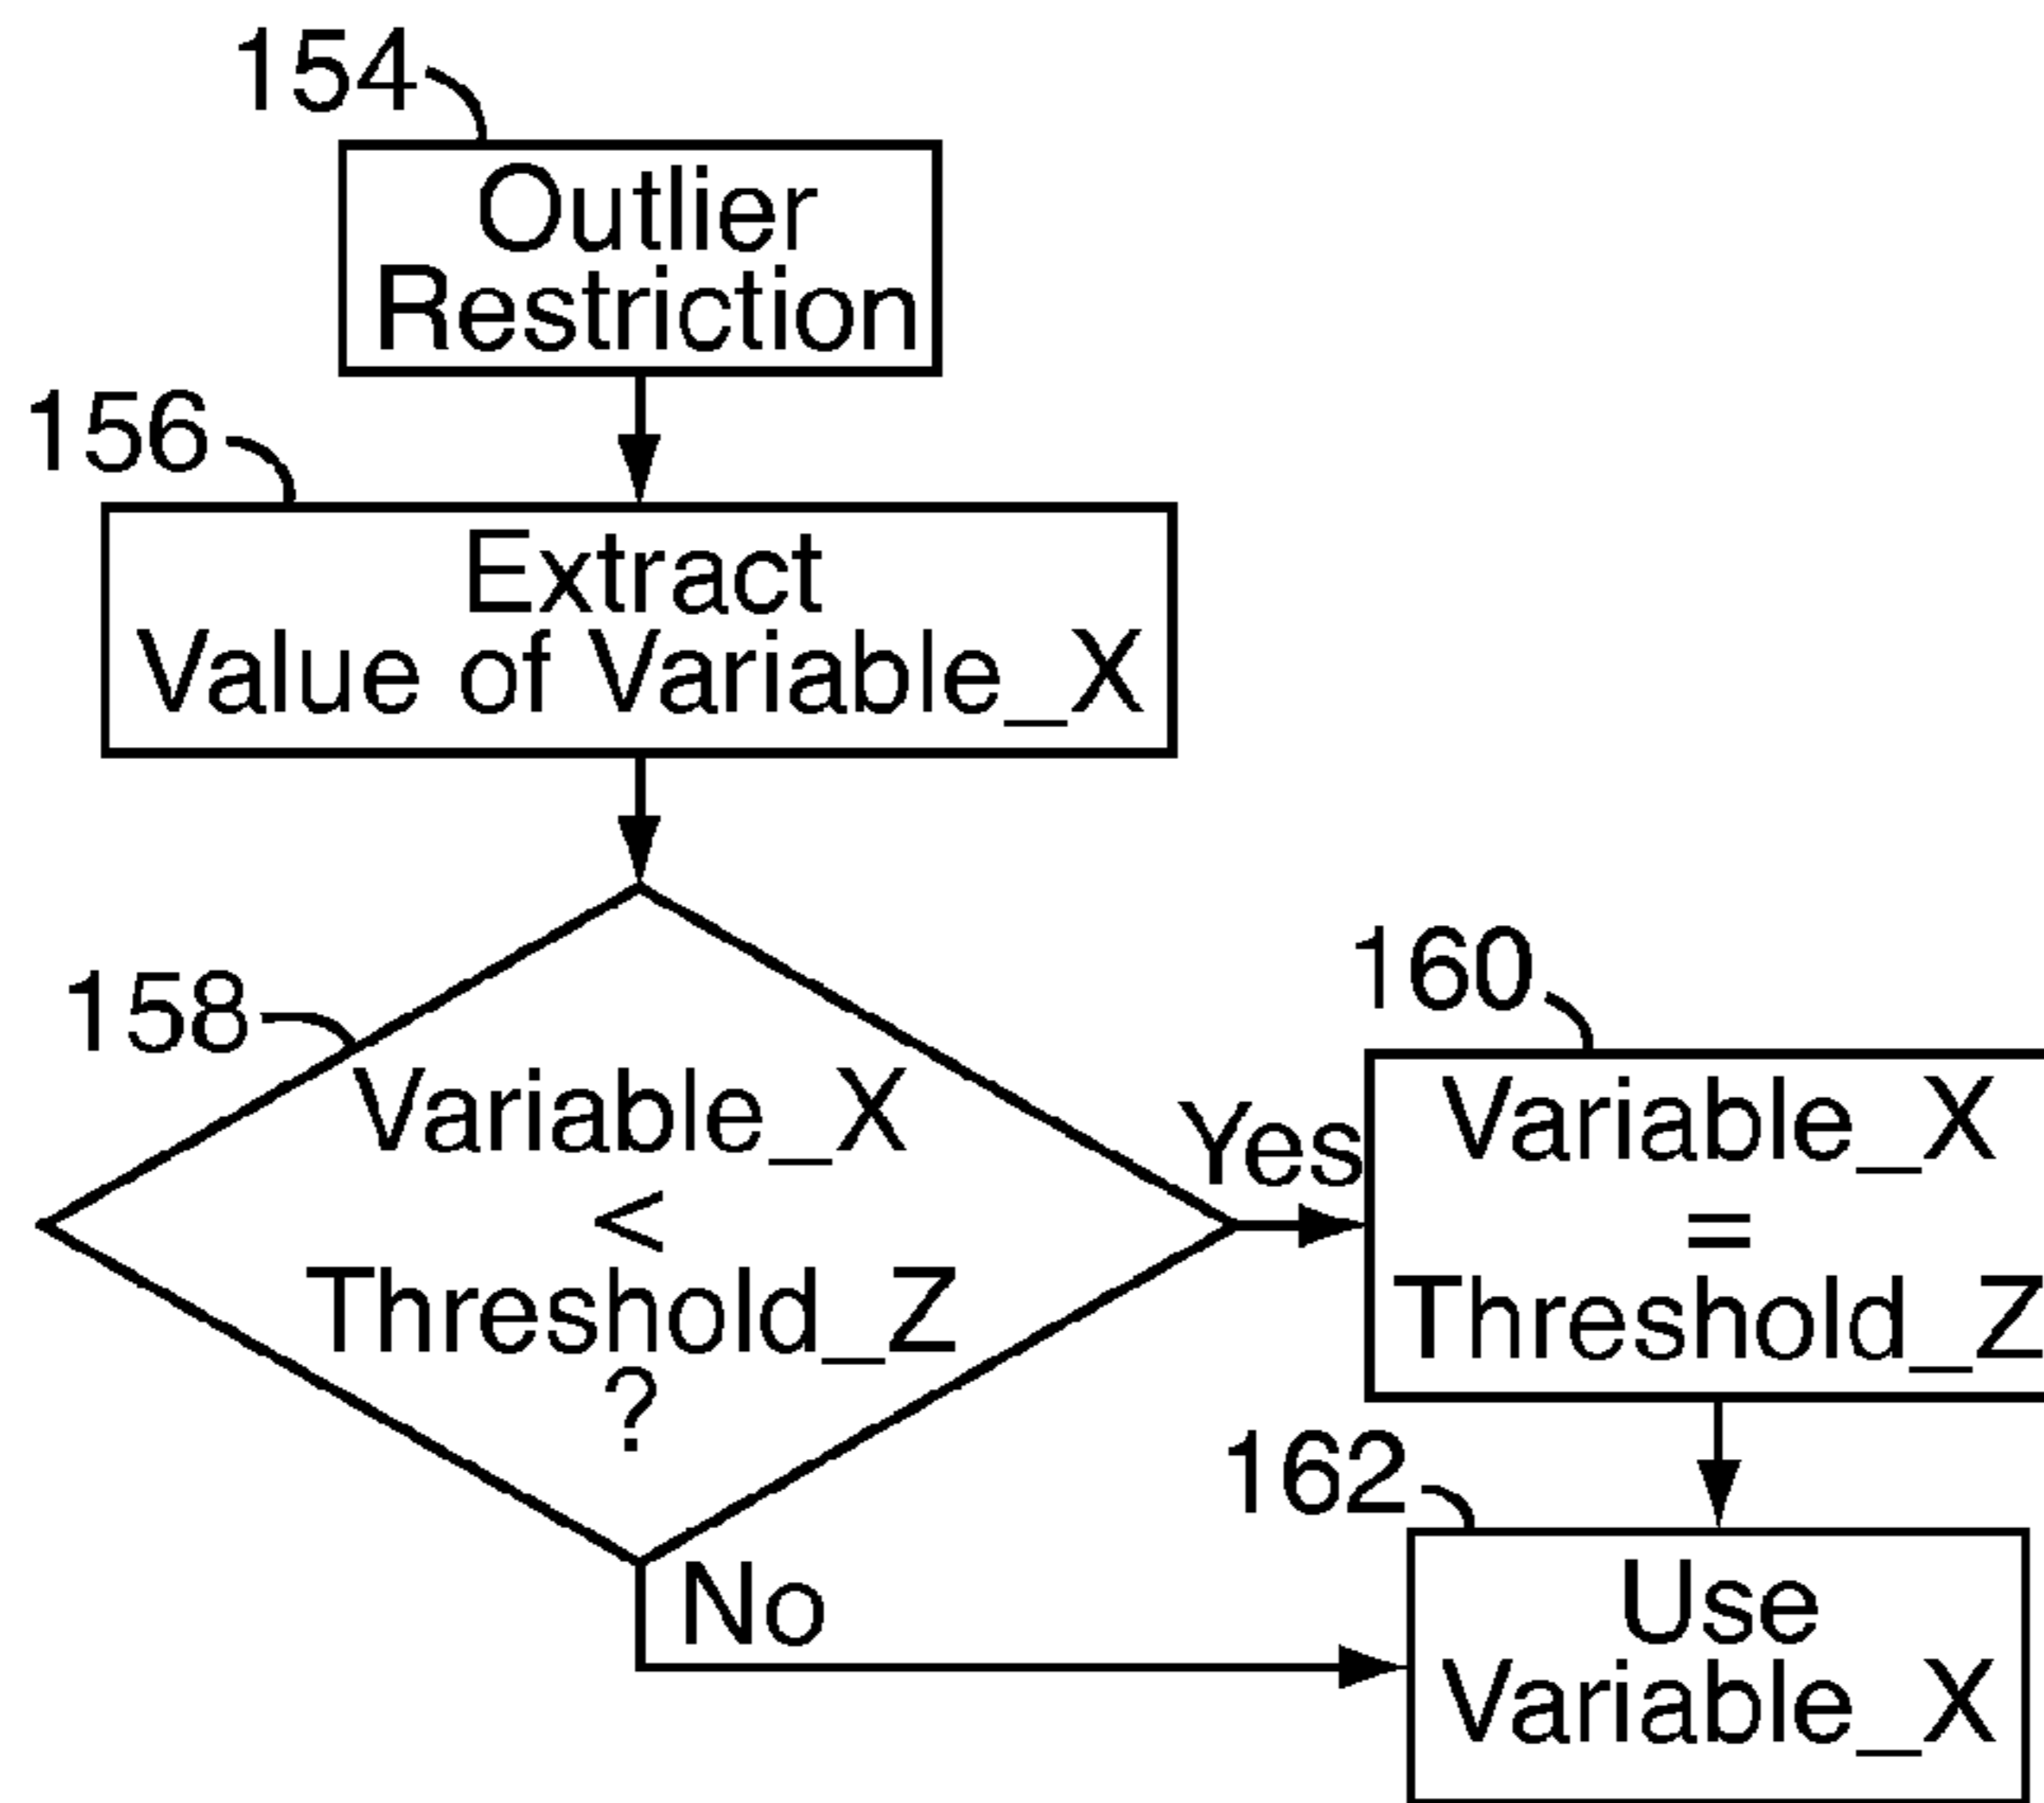 154
Outlier
Restriction
156
Extract
Value of Variable_X
158
Variable_X
<
Threshold_Z
?
Yes
160
Variable_X
=
Threshold_Z
No
162
Use
Variable_X